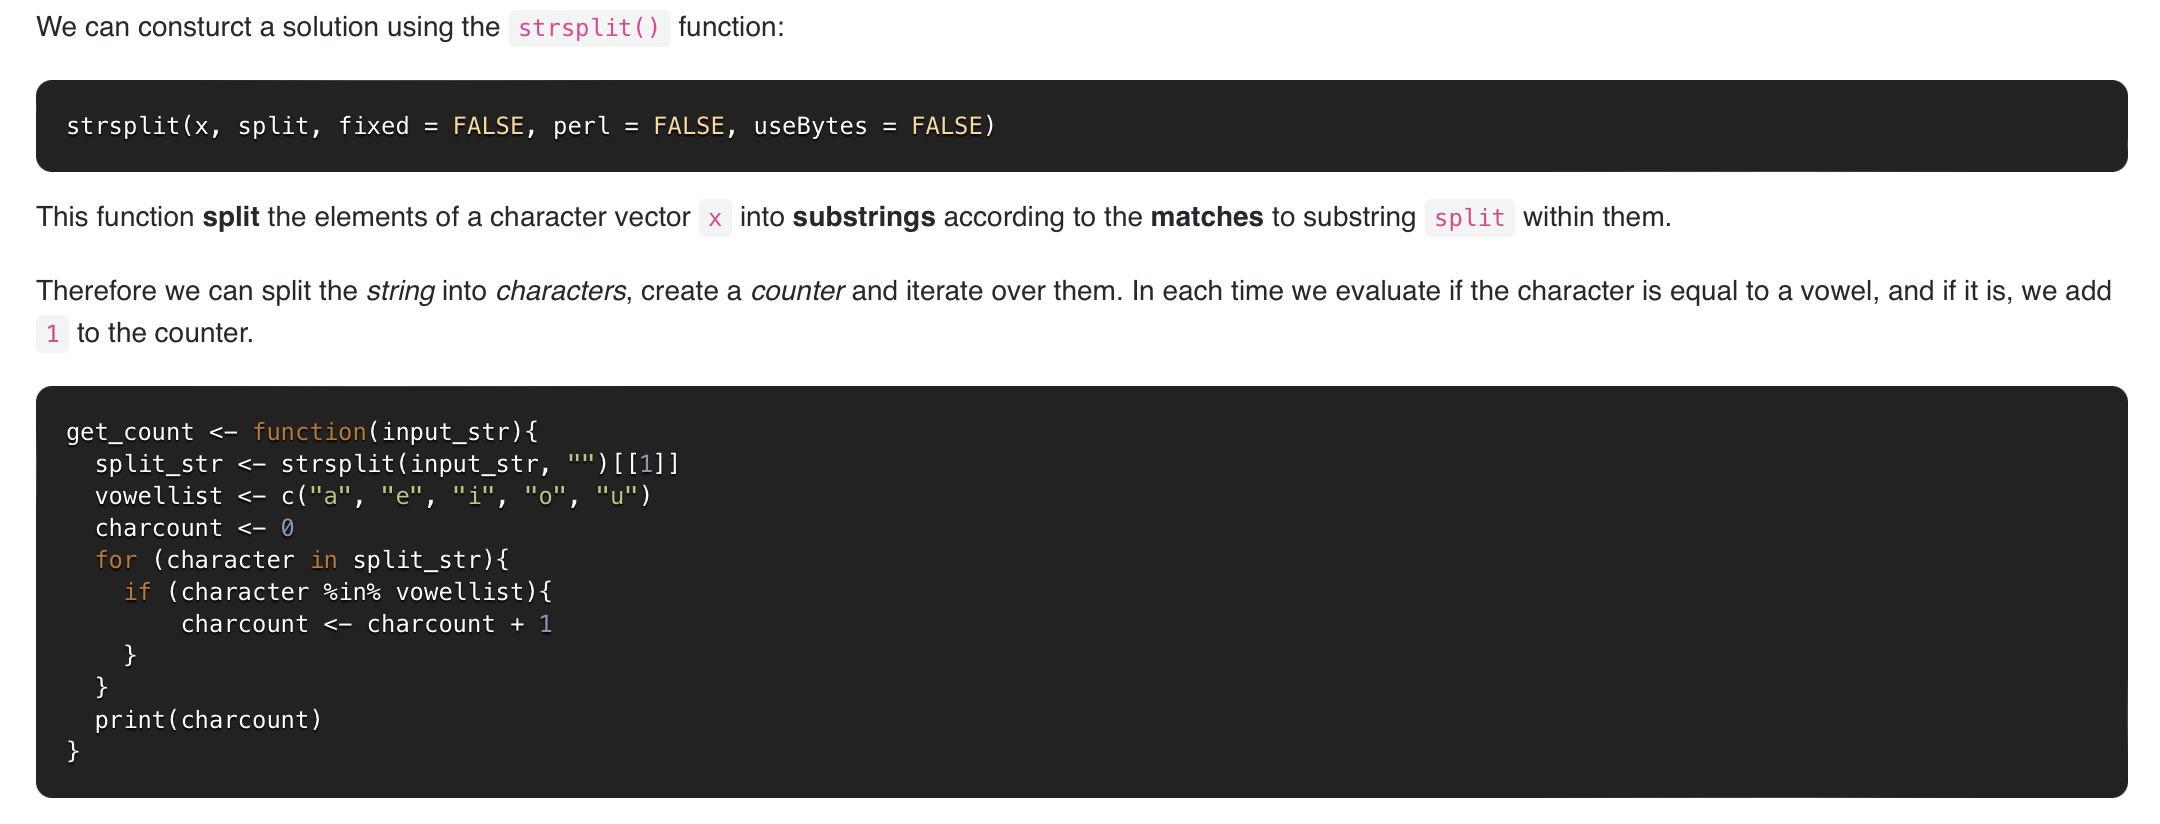 We can consturct a solution using the strsplit() function:
strsplit(x, split, fixed = FALSE, perl = FALSE, useBytes = FALSE)
This function split the elements of a character vector x into substrings according to the matches to substring split within them.
Therefore we can split the string into characters, create a counter and iterate over them. In each time we evaluate if the character is equal to a vowel, and if it is, we add
1 to the counter.
get_count <- function(input_str){
  split_str <- strsplit(input_str, "")[[1]]
  vowellist <- c("a", "e", "i", "o", "u")
  charcount <- 0
  for (character in split_str){
    if (character %in% vowellist){
        charcount <- charcount + 1
    }
  }
  print(charcount)
}